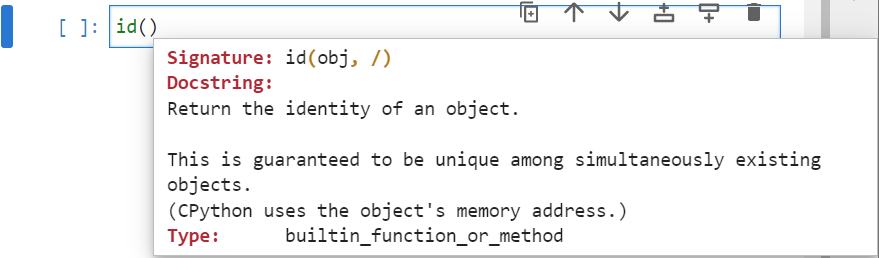 [ ]: id()
Signature: id(obj, /)
Docstring:
Return the identity of an object.
This is guaranteed to be unique among simultaneously existing
objects.
(CPython uses the object's memory address.)
Type: builtin_function_or_method